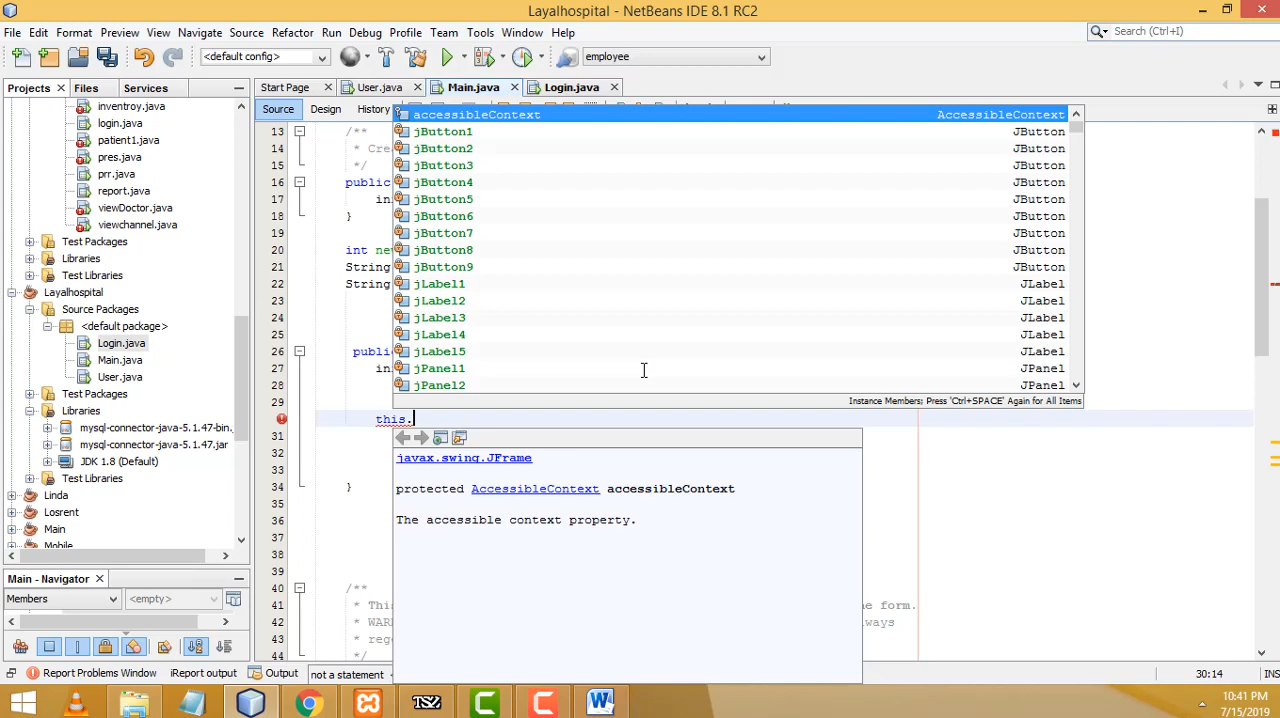 Layalhospital - NetBeans IDE 8.1 RC2
File Edit Format Preview View Navigate Source Refactor Run Debug Profile Team Tools Window Help
Search (Ctrl+I)
<default config>
employee
Projects Files Services
Start Page User.java Main.java Login.java
Source Design History
inventroy.java
login.java
patient1.java
pres.java
prr.java
report.java
viewDoctor.java
viewchannel.java
Test Packages
Libraries
Test Libraries
Layalhospital
Source Packages
<default package>
Login.java
Main.java
User.java
Test Packages
Libraries
mysql-connector-java-5.1.47-bin.
mysql-connector-java-5.1.47.jar
JDK 1.8 (Default)
Test Libraries
Linda
Losrent
Main
Mobile
Main - Navigator
Members
<empty>
13 /**
14 * Cre
15 */
16 public
17 in
18 }
19
20 int ne
21 String
22 String
23
24
25
26 public
27 in
28
29
this.
31
32
33
34 }
35
36
37
38
40 /**
41 * Thi
e form.
42 * WAR
ways
43 * reg
44 */
accessibleContext AccessibleContext
jButton1 JButton
jButton2 JButton
jButton3 JButton
jButton4 JButton
jButton5 JButton
jButton6 JButton
jButton7 JButton
jButton8 JButton
jButton9 JButton
jLabel1 JLabel
jLabel2 JLabel
jLabel3 JLabel
jLabel4 JLabel
jLabel5 JLabel
jPanel1 JPanel
jPanel2 JPanel
Instance Members; Press 'Ctrl+SPACE' Again for All Items
javax.swing.JFrame
protected AccessibleContext accessibleContext
The accessible context property.
Report Problems Window iReport output Output
not a statement
30:14 INS
TSZ
10:41 PM
7/15/2019